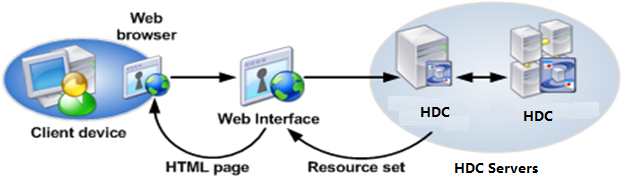 Web
browser
Client device
Web Interface
HDC
HDC
HTML page
Resource set
HDC Servers